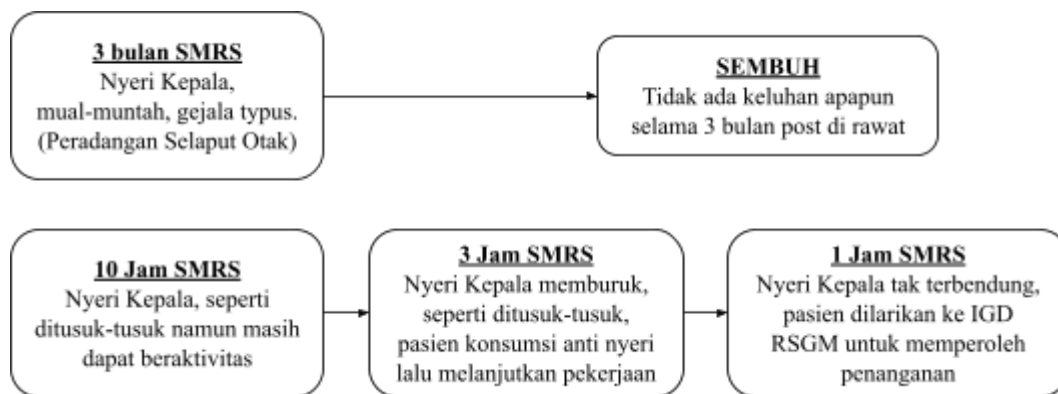 3 bulan SMRS
Nyeri Kepala,
mual-muntah, gejala typus.
(Peradangan Selaput Otak)
SEMBUH
Tidak ada keluhan apapun
selama 3 bulan post di rawat
10 Jam SMRS
Nyeri Kepala, seperti
ditusuk-tusuk namun masih
dapat beraktivitas
3 Jam SMRS
Nyeri Kepala memburuk,
seperti ditusuk-tusuk,
pasien konsumsi anti nyeri
lalu melanjutkan pekerjaan
1 Jam SMRS
Nyeri Kepala tak terbendung,
pasien dilarikan ke IGD
RSGM untuk memperoleh
penanganan